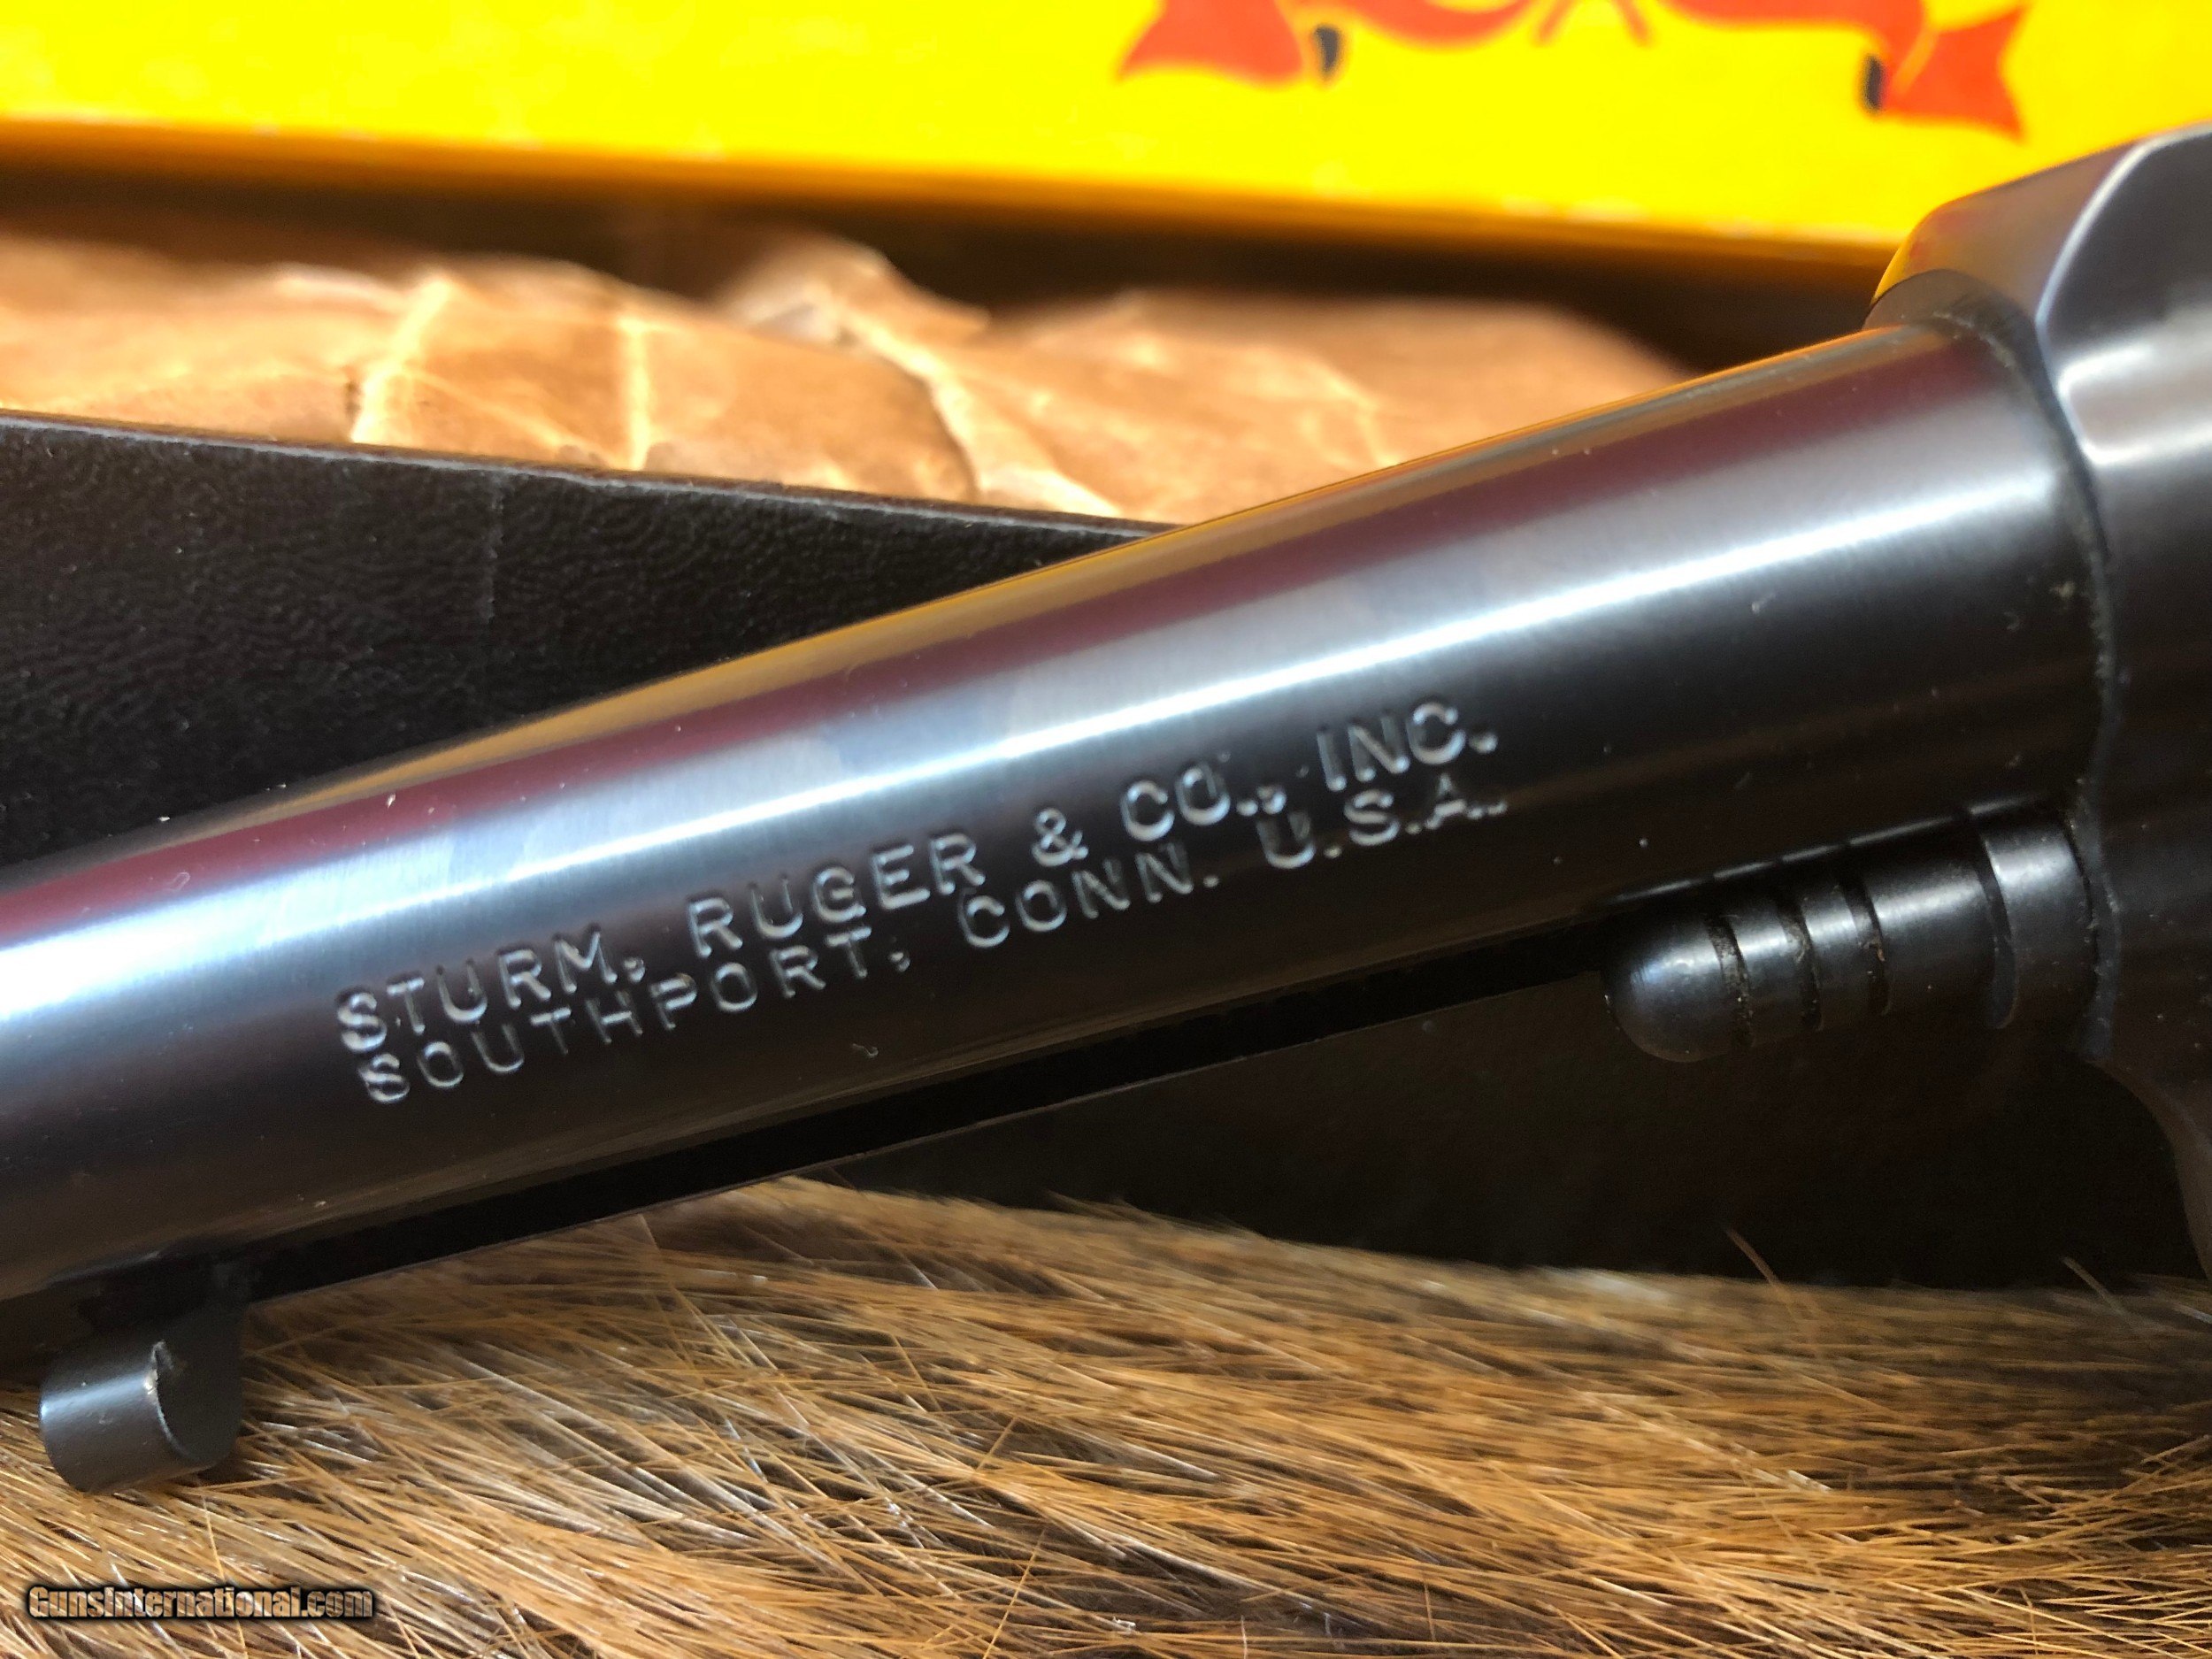 STURM, RUGER & CO., INC.
SOUTHPORT, CONN. U.S.A.
GunsInternational.com